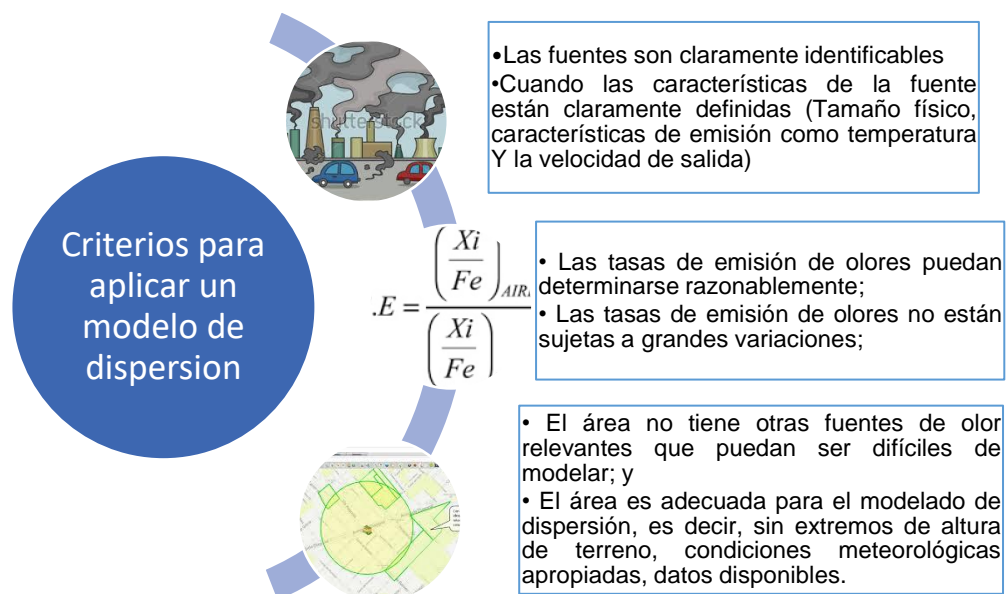 Criterios para
aplicar un
modelo de
dispersion
shutterstock
•Las fuentes son claramente identificables
•Cuando las características de la fuente
están claramente definidas (Tamaño físico,
características de emisión como temperatura
Y la velocidad de salida)
.E = (Xi/Fe)AIR / (Xi/Fe)
• Las tasas de emisión de olores puedan
determinarse razonablemente;
• Las tasas de emisión de olores no están
sujetas a grandes variaciones;
• El área no tiene otras fuentes de olor
relevantes que puedan ser difíciles de
modelar; y
• El área es adecuada para el modelado de
dispersión, es decir, sin extremos de altura
de terreno, condiciones meteorológicas
apropiadas, datos disponibles.